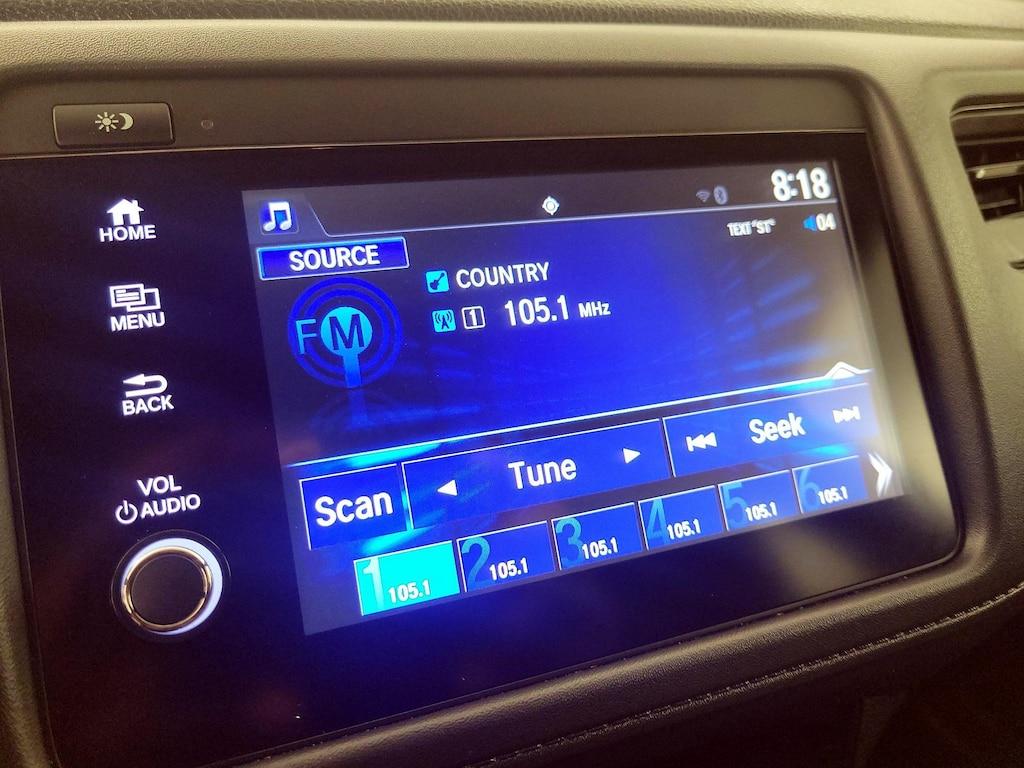 8:18
TEXT "ST" 04
HOME
SOURCE
COUNTRY
FM
1 105.1 MHz
MENU
BACK
Seek
Tune
Scan
VOL
AUDIO
1 105.1
2 105.1
3 105.1
4 105.1
5 105.1
6 105.1